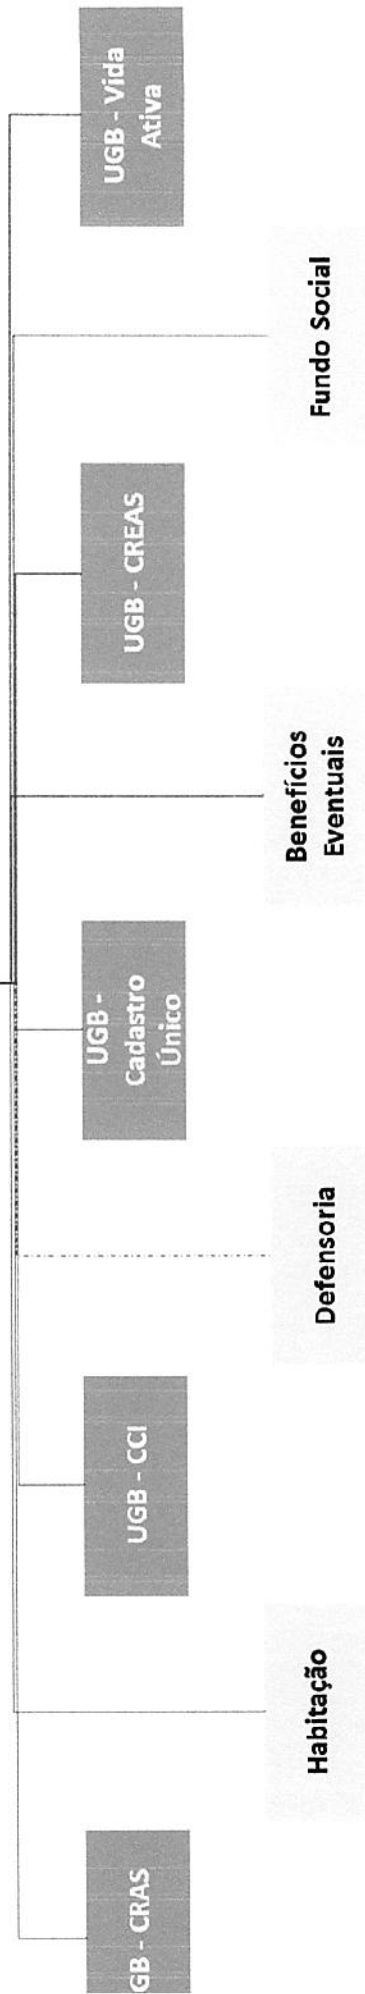 GB - CRAS
Habitação
UGB - CCI
Defensoria
UGB -
Cadastro
Único
Benefícios
Eventuais
UGB - CREAS
Fundo Social
UGB - Vida
Ativa